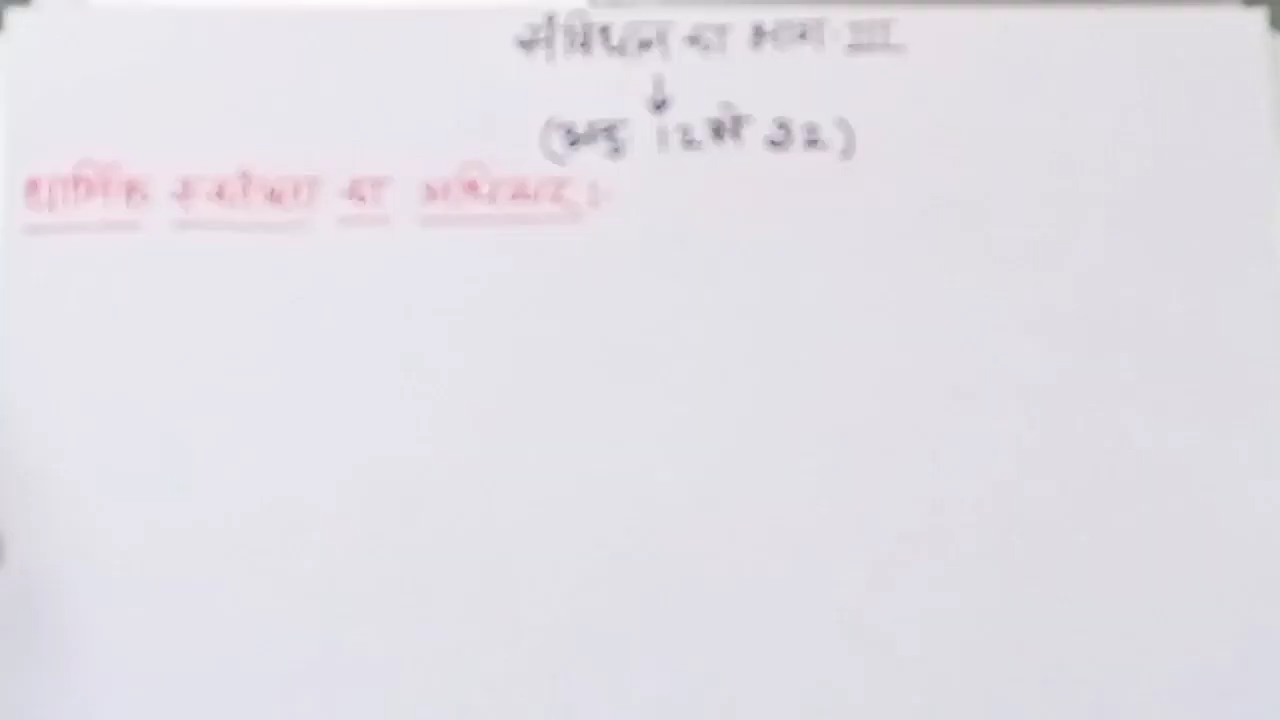 संविधान का भाग III
↓
(अनु 12 से 32)
धार्मिक स्वतंत्रता का अधिकार :-